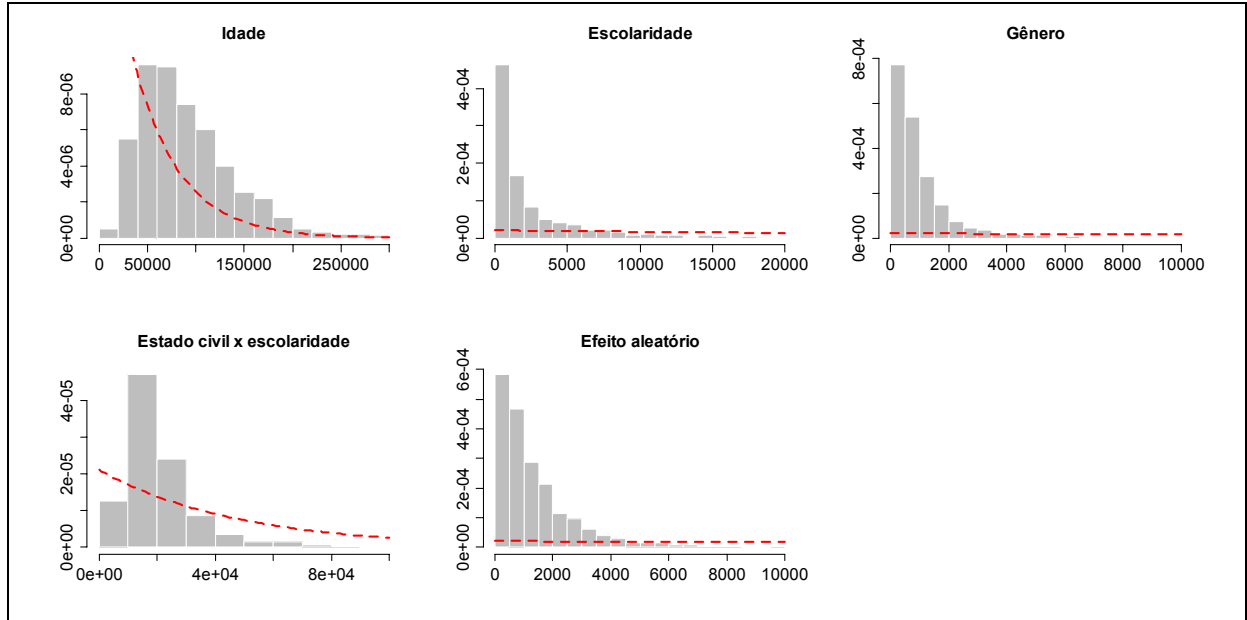 Idade
8e-06
4e-06
0e+00
0 50000 150000 250000
Escolaridade
4e-04
2e-04
0e+00
0 5000 10000 15000 20000
Gênero
8e-04
4e-04
0e+00
0 2000 4000 6000 8000 10000
Estado civil x escolaridade
4e-05
2e-05
0e+00
0e+00 4e+04 8e+04
Efeito aleatório
6e-04
4e-04
2e-04
0e+00
0 2000 4000 6000 8000 10000